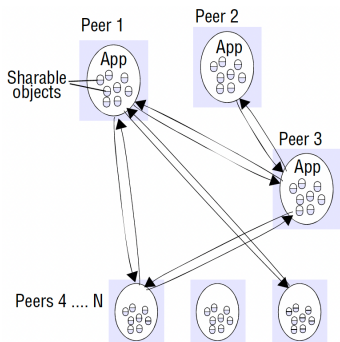 Peer 1
Peer 2
App
App
Sharable
objects
Peer 3
App
Peers 4 .... N